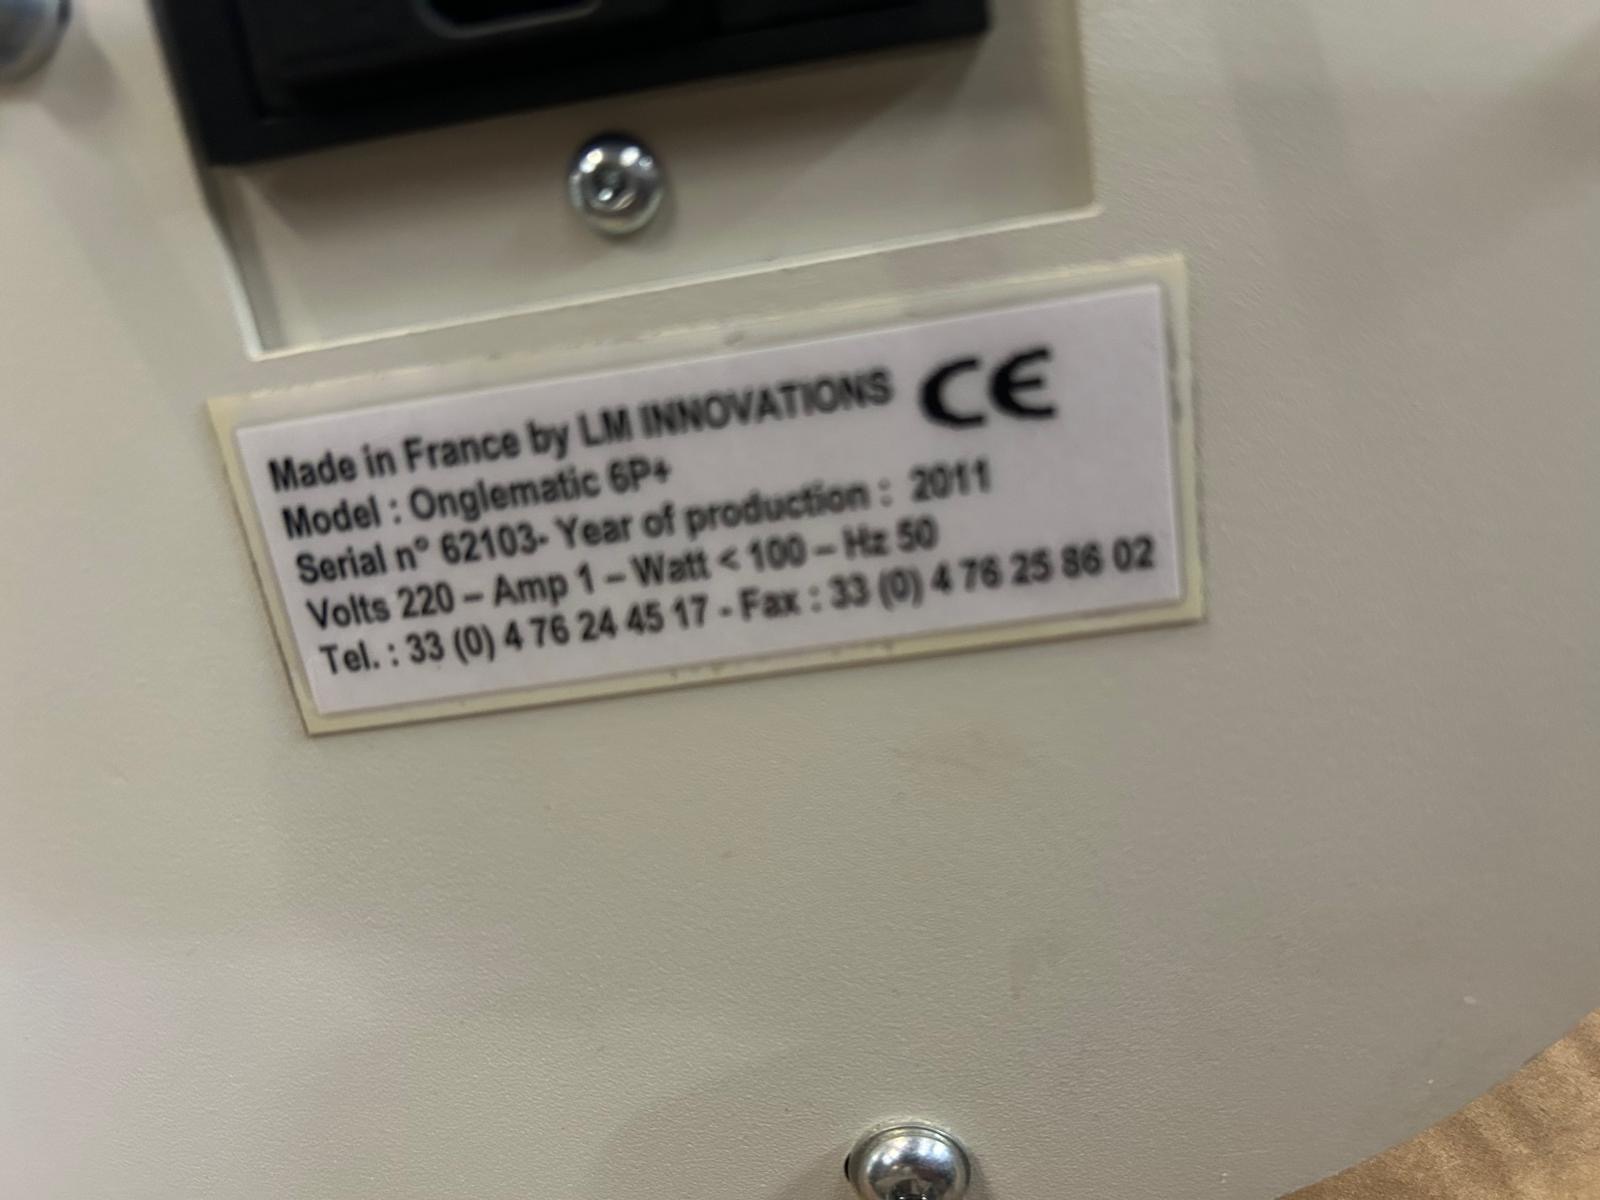 Made in France by LM INNOVATIONS CE
Model : Onglematic 6P+
Serial n° 62103- Year of production : 2011
Volts 220 – Amp 1 – Watt < 100 – Hz 50
Tel. : 33 (0) 4 76 24 45 17 - Fax : 33 (0) 4 76 25 86 02